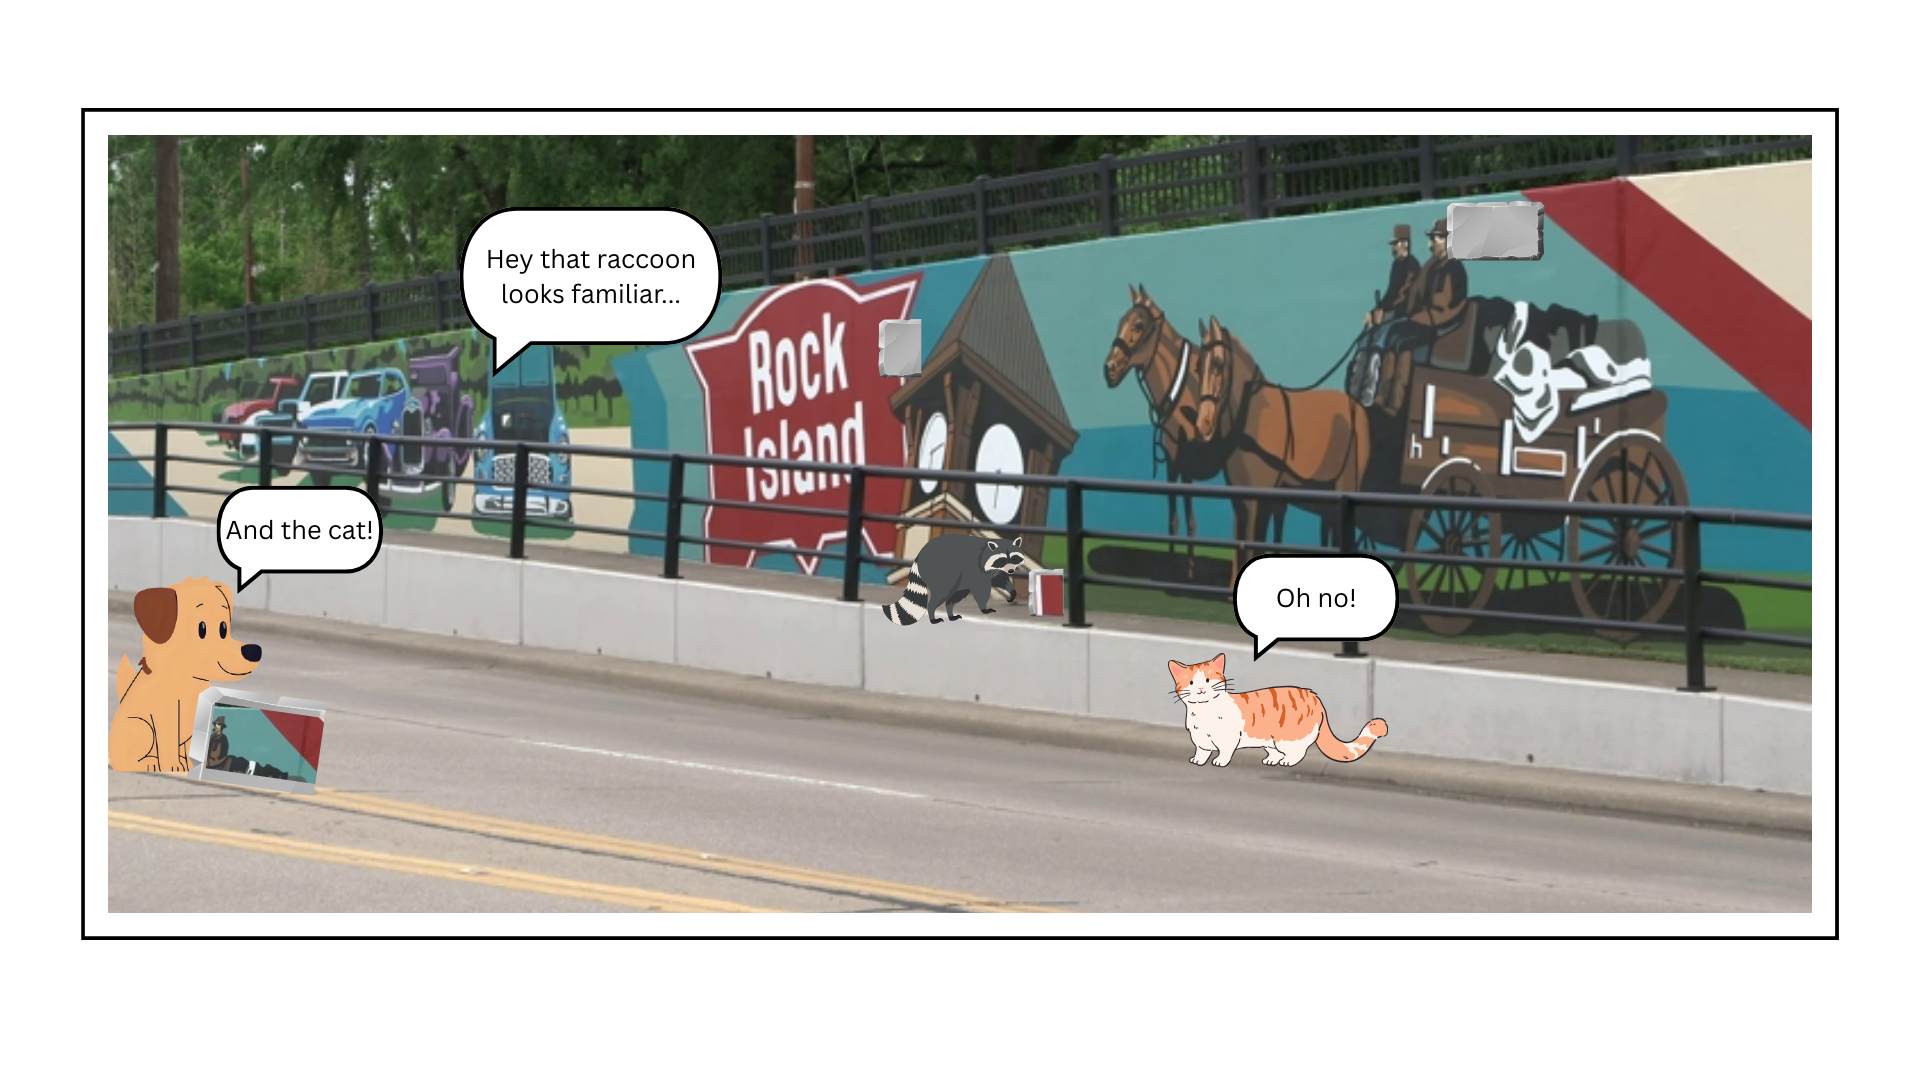 Hey that raccoon
looks familiar...
Rock
Island
And the cat!
Oh no!